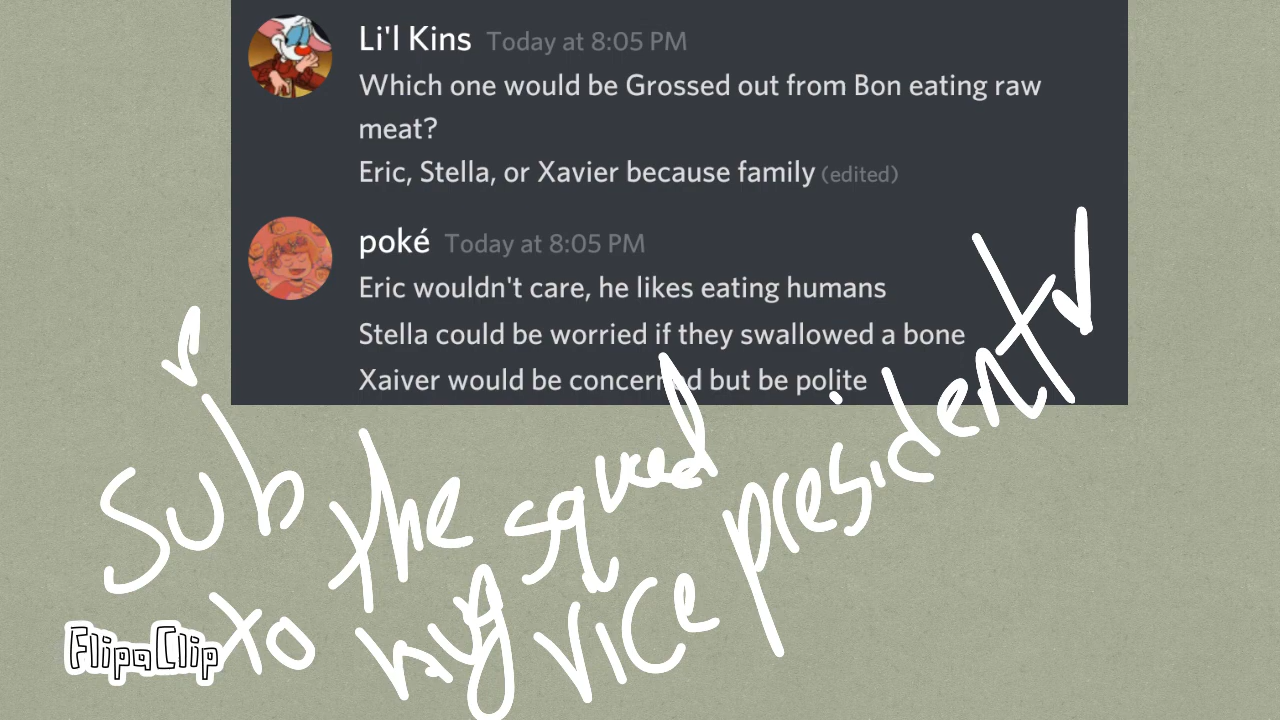 Li'l Kins Today at 8:05 PM
Which one would be Grossed out from Bon eating raw
meat?
Eric, Stella, or Xavier because family (edited)
poké Today at 8:05 PM
Eric wouldn't care, he likes eating humans
Stella could be worried if they swallowed a bone
Xaiver would be concerned but be polite
Sub the squad
to hug vice president
FlipaClip